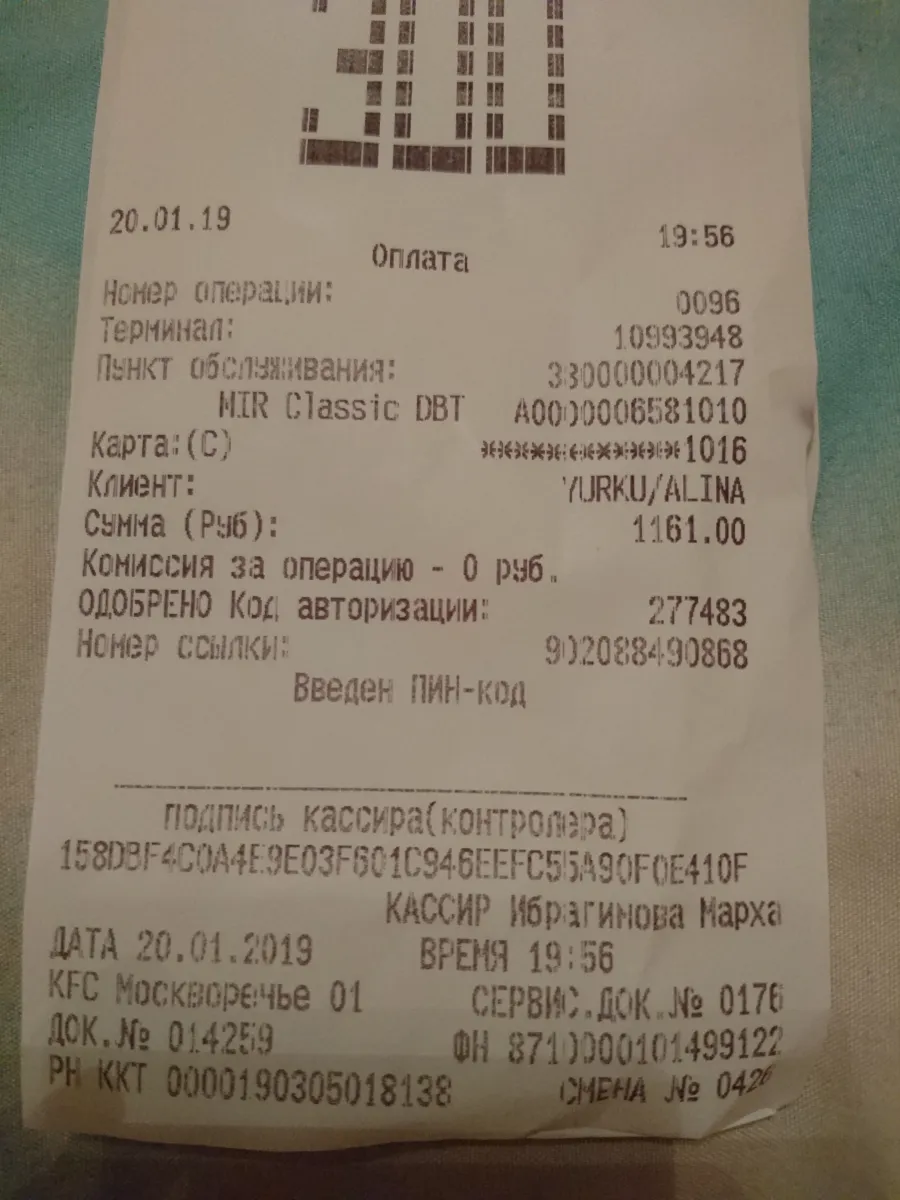 300
20.01.19 19:56
Оплата
Номер операции: 0096
Терминал: 10993948
Пункт обслуживания: 380000004217
MIR Classic DBT A0000006581010
Карта:(C) ****************1016
Клиент: YURKU/ALINA
Сумма (Руб): 1161.00
Комиссия за операцию - 0 руб.
ОДОБРЕНО Код авторизации: 277483
Номер ссылки: 902088490868
Введен ПИН-код
подпись кассира(контролера)
158DBF4C0A4E9E03F601C946EEFC55A90F0E410F
КАССИР Ибрагимова Марха
ДАТА 20.01.2019 ВРЕМЯ 19:56
KFC Москворечье 01 СЕРВИС.ДОК.№ 0176
ДОК.№ 014259 ФН 8710000101499122
РН ККТ 0000190305018138 СМЕНА №